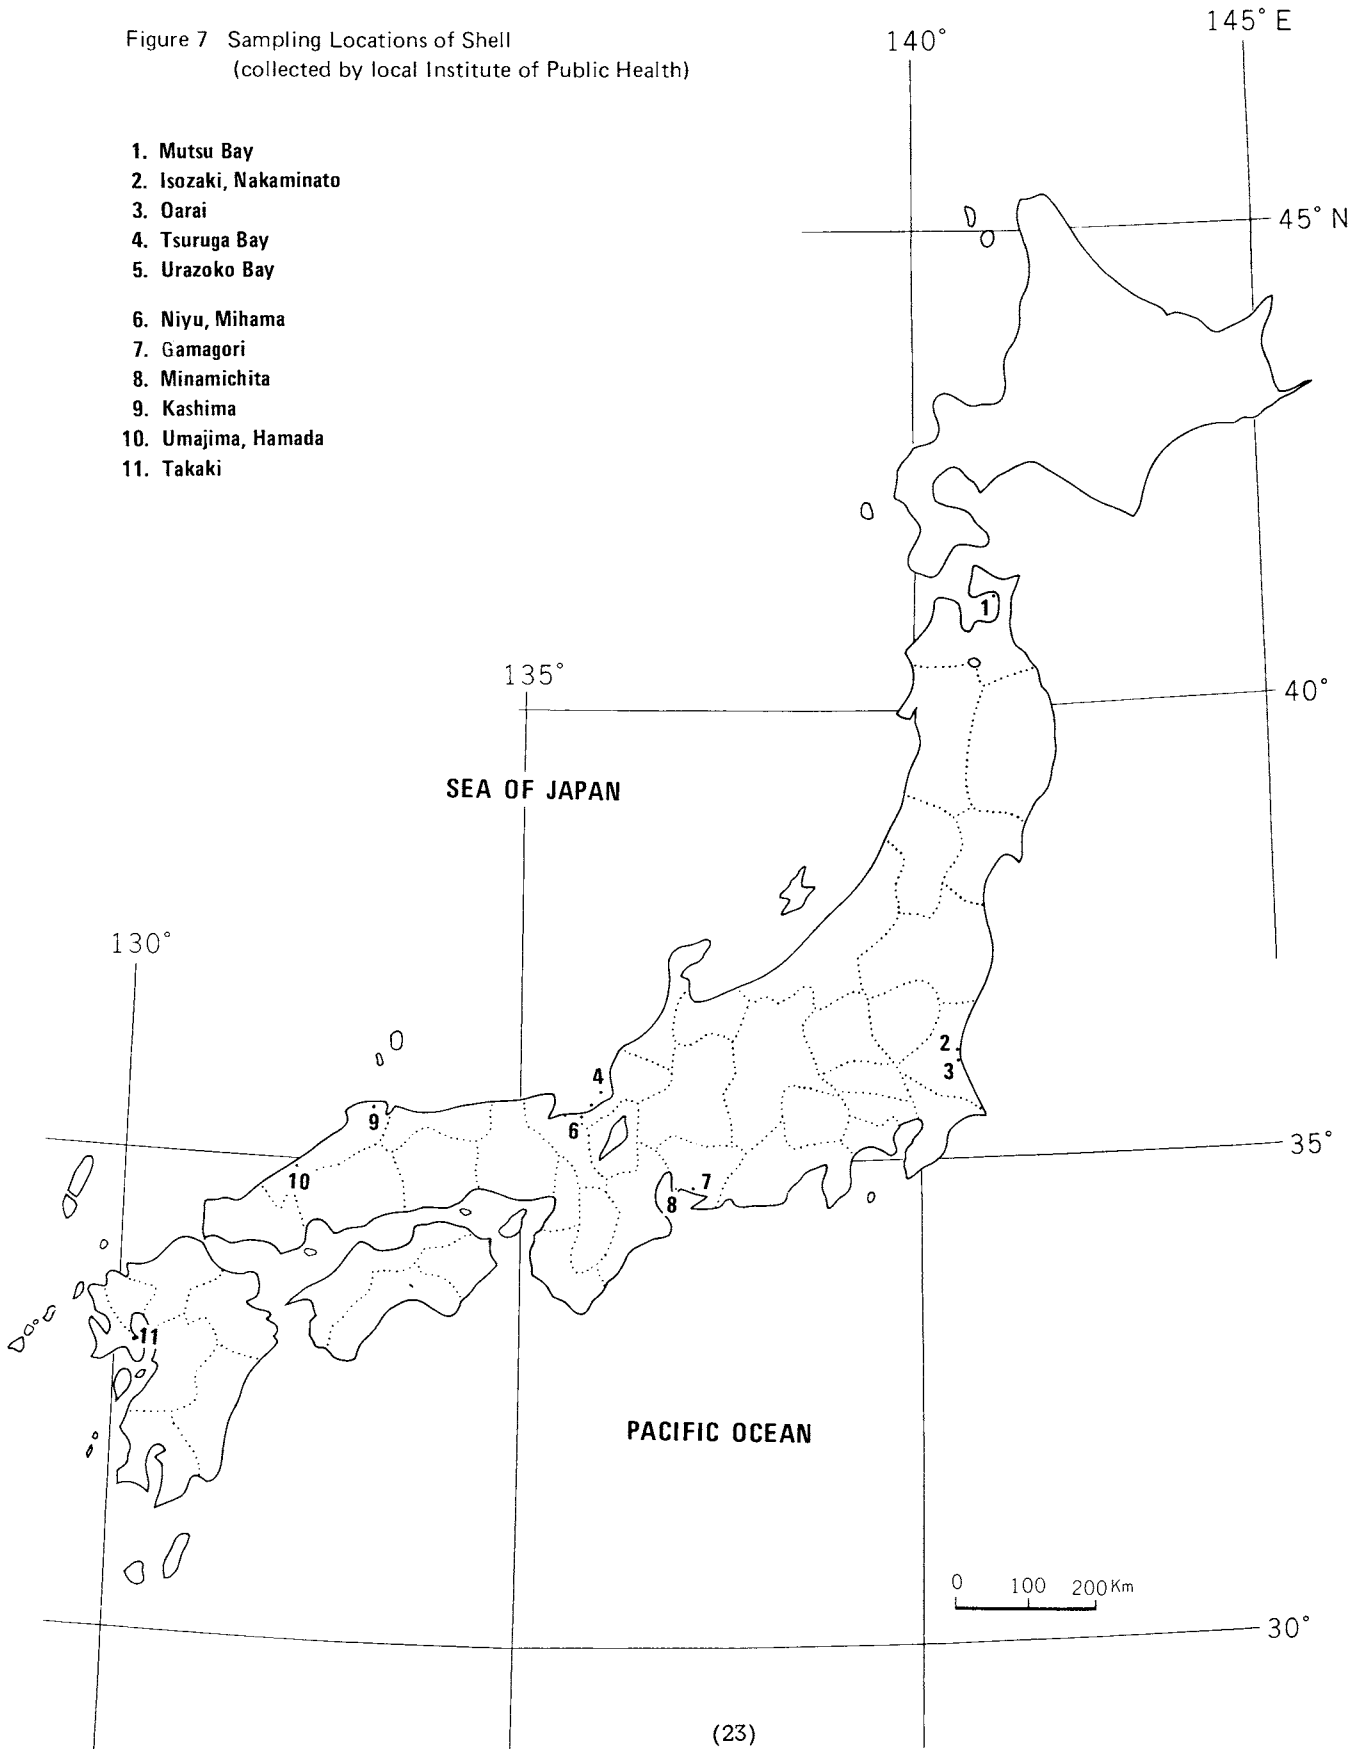 Figure 7 Sampling Locations of Shell
(collected by local Institute of Public Health)
1. Mutsu Bay
2. Isozaki, Nakaminato
3. Oarai
4. Tsuruga Bay
5. Urazoko Bay
6. Niyu, Mihama
7. Gamagori
8. Minamichita
9. Kashima
10. Umajima, Hamada
11. Takaki
145° E
140°
45° N
1
135°
40°
SEA OF JAPAN
130°
2
3
4
9
6
35°
10
7
8
11
PACIFIC OCEAN
0 100 200 Km
30°
(23)